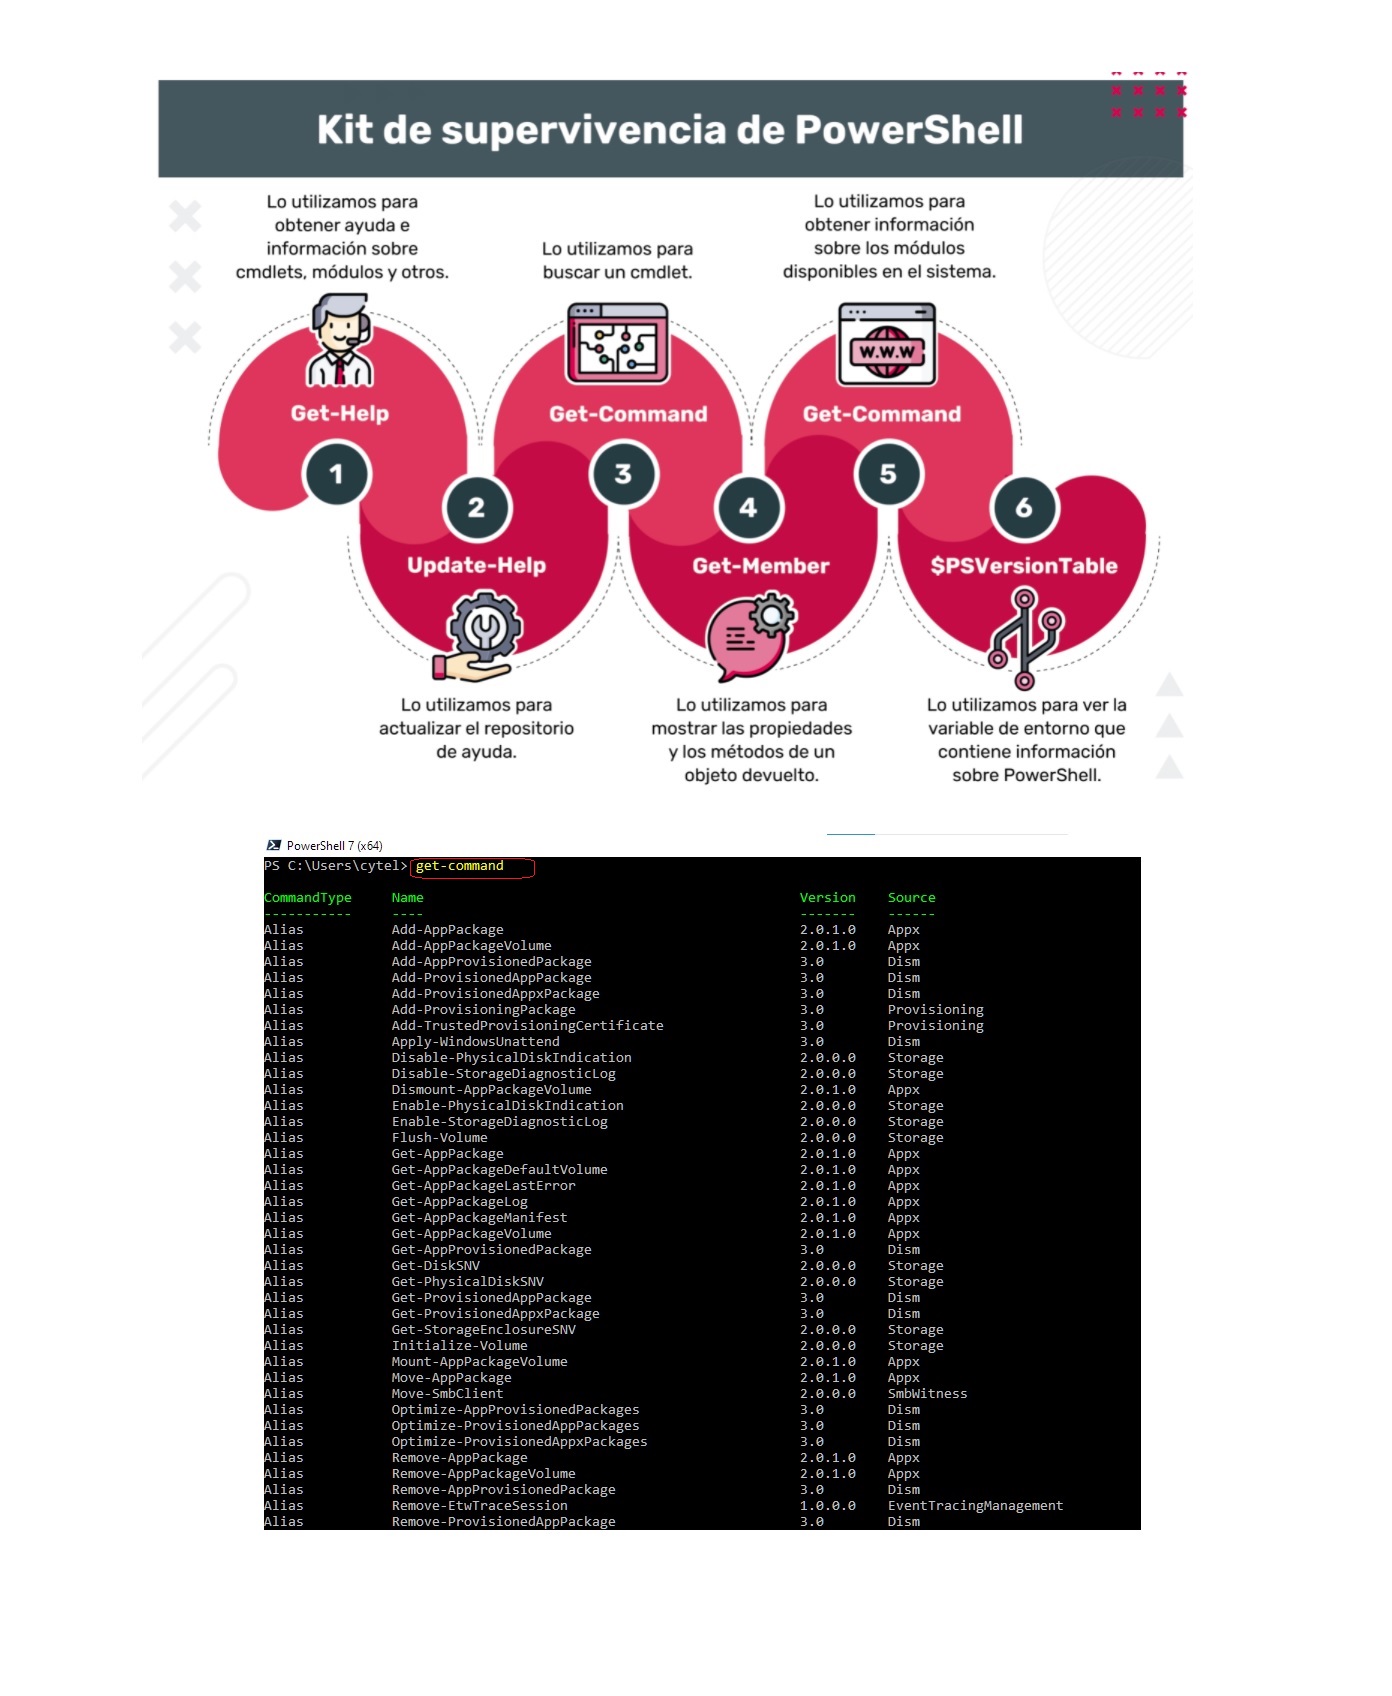 Kit de supervivencia de PowerShell
Lo utilizamos para
obtener ayuda e
información sobre
cmdlets, módulos y otros.
Get-Help
1
2
Update-Help
Lo utilizamos para
actualizar el repositorio
de ayuda.
Lo utilizamos para
buscar un cmdlet.
Get-Command
3
4
Get-Member
Lo utilizamos para
mostrar las propiedades
y los métodos de un
objeto devuelto.
Lo utilizamos para
obtener información
sobre los módulos
disponibles en el sistema.
W.W.W
Get-Command
5
6
$PSVersionTable
Lo utilizamos para ver la
variable de entorno que
contiene información
sobre PowerShell.
PowerShell 7 (x64)
PS C:\Users\cytel> get-command
CommandType Name Version Source
----------- ---- ------- ------
Alias Add-AppPackage 2.0.1.0 Appx
Alias Add-AppPackageVolume 2.0.1.0 Appx
Alias Add-AppProvisionedPackage 3.0 Dism
Alias Add-ProvisionedAppPackage 3.0 Dism
Alias Add-ProvisionedAppxPackage 3.0 Dism
Alias Add-ProvisioningPackage 3.0 Provisioning
Alias Add-TrustedProvisioningCertificate 3.0 Provisioning
Alias Apply-WindowsUnattend 3.0 Dism
Alias Disable-PhysicalDiskIndication 2.0.0.0 Storage
Alias Disable-StorageDiagnosticLog 2.0.0.0 Storage
Alias Dismount-AppPackageVolume 2.0.1.0 Appx
Alias Enable-PhysicalDiskIndication 2.0.0.0 Storage
Alias Enable-StorageDiagnosticLog 2.0.0.0 Storage
Alias Flush-Volume 2.0.0.0 Storage
Alias Get-AppPackage 2.0.1.0 Appx
Alias Get-AppPackageDefaultVolume 2.0.1.0 Appx
Alias Get-AppPackageLastError 2.0.1.0 Appx
Alias Get-AppPackageLog 2.0.1.0 Appx
Alias Get-AppPackageManifest 2.0.1.0 Appx
Alias Get-AppPackageVolume 2.0.1.0 Appx
Alias Get-AppProvisionedPackage 3.0 Dism
Alias Get-DiskSNV 2.0.0.0 Storage
Alias Get-PhysicalDiskSNV 2.0.0.0 Storage
Alias Get-ProvisionedAppPackage 3.0 Dism
Alias Get-ProvisionedAppxPackage 3.0 Dism
Alias Get-StorageEnclosureSNV 2.0.0.0 Storage
Alias Initialize-Volume 2.0.0.0 Storage
Alias Mount-AppPackageVolume 2.0.1.0 Appx
Alias Move-AppPackage 2.0.1.0 Appx
Alias Move-SmbClient 2.0.0.0 SmbWitness
Alias Optimize-AppProvisionedPackages 3.0 Dism
Alias Optimize-ProvisionedAppPackages 3.0 Dism
Alias Optimize-ProvisionedAppxPackages 3.0 Dism
Alias Remove-AppPackage 2.0.1.0 Appx
Alias Remove-AppPackageVolume 2.0.1.0 Appx
Alias Remove-AppProvisionedPackage 3.0 Dism
Alias Remove-EtwTraceSession 1.0.0.0 EventTracingManagement
Alias Remove-ProvisionedAppPackage 3.0 Dism